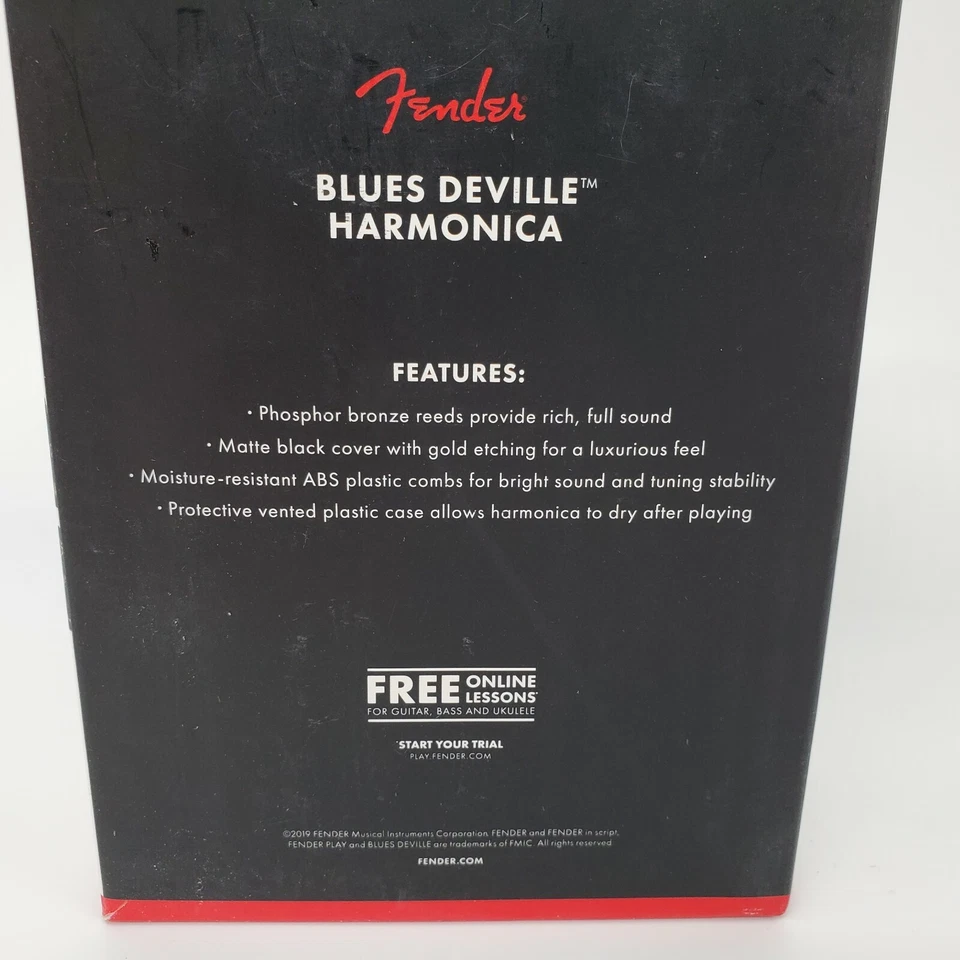 Fender
BLUES DEVILLE™
HARMONICA
FEATURES:
• Phosphor bronze reeds provide rich, full sound
• Matte black cover with gold etching for a luxurious feel
• Moisture-resistant ABS plastic combs for bright sound and tuning stability
• Protective vented plastic case allows harmonica to dry after playing
FREE ONLINE LESSONS*
FOR GUITAR, BASS AND UKULELE
*START YOUR TRIAL
PLAY.FENDER.COM
©2019 FENDER Musical Instruments Corporation. FENDER and FENDER in script,
FENDER PLAY and BLUES DEVILLE are trademarks of FMIC. All rights reserved.
FENDER.COM